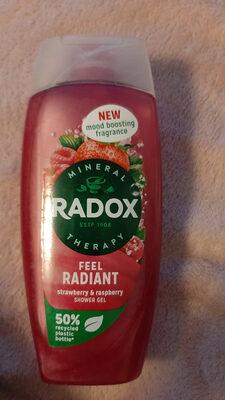 NEW
mood boosting
fragrance
MINERAL
RADOX
ESTD 1908
THERAPY
FEEL
RADIANT
strawberry & raspberry
SHOWER GEL
50%
recycled
plastic
bottle*